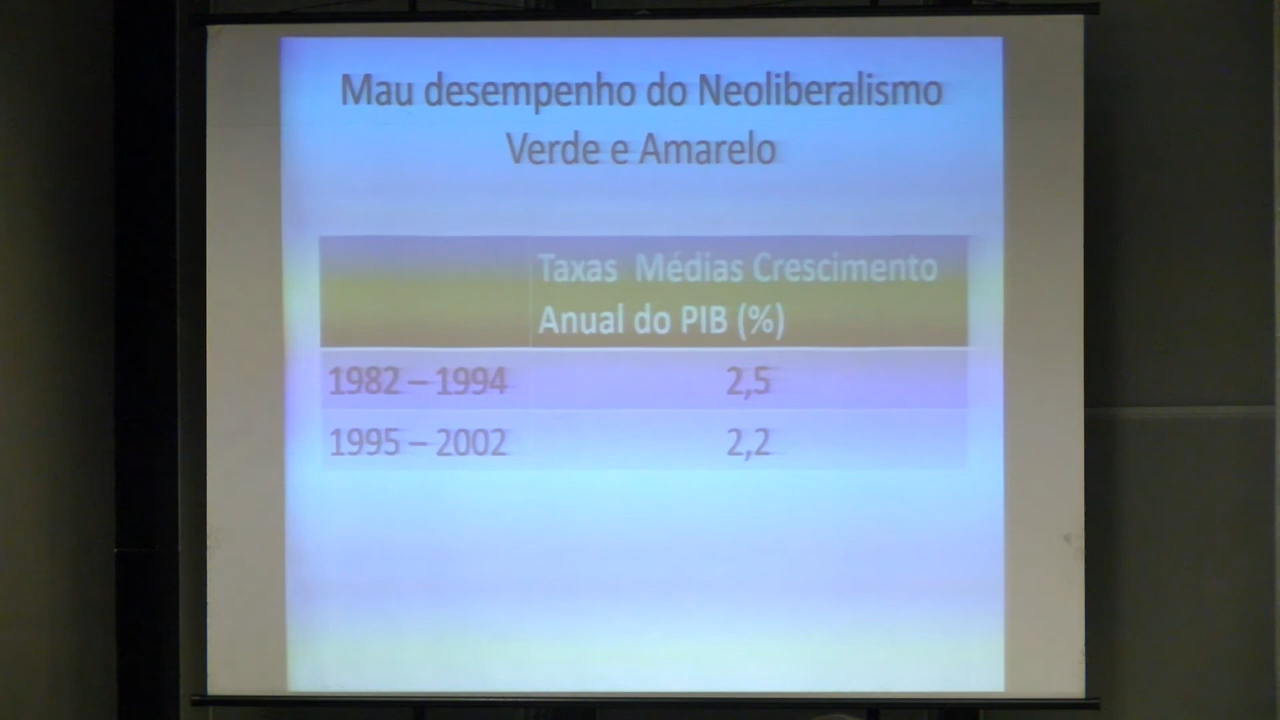 Mau desempenho do Neoliberalismo
Verde e Amarelo
Taxas Médias Crescimento
Anual do PIB (%)
1982 – 1994 2,5
1995 – 2002 2,2